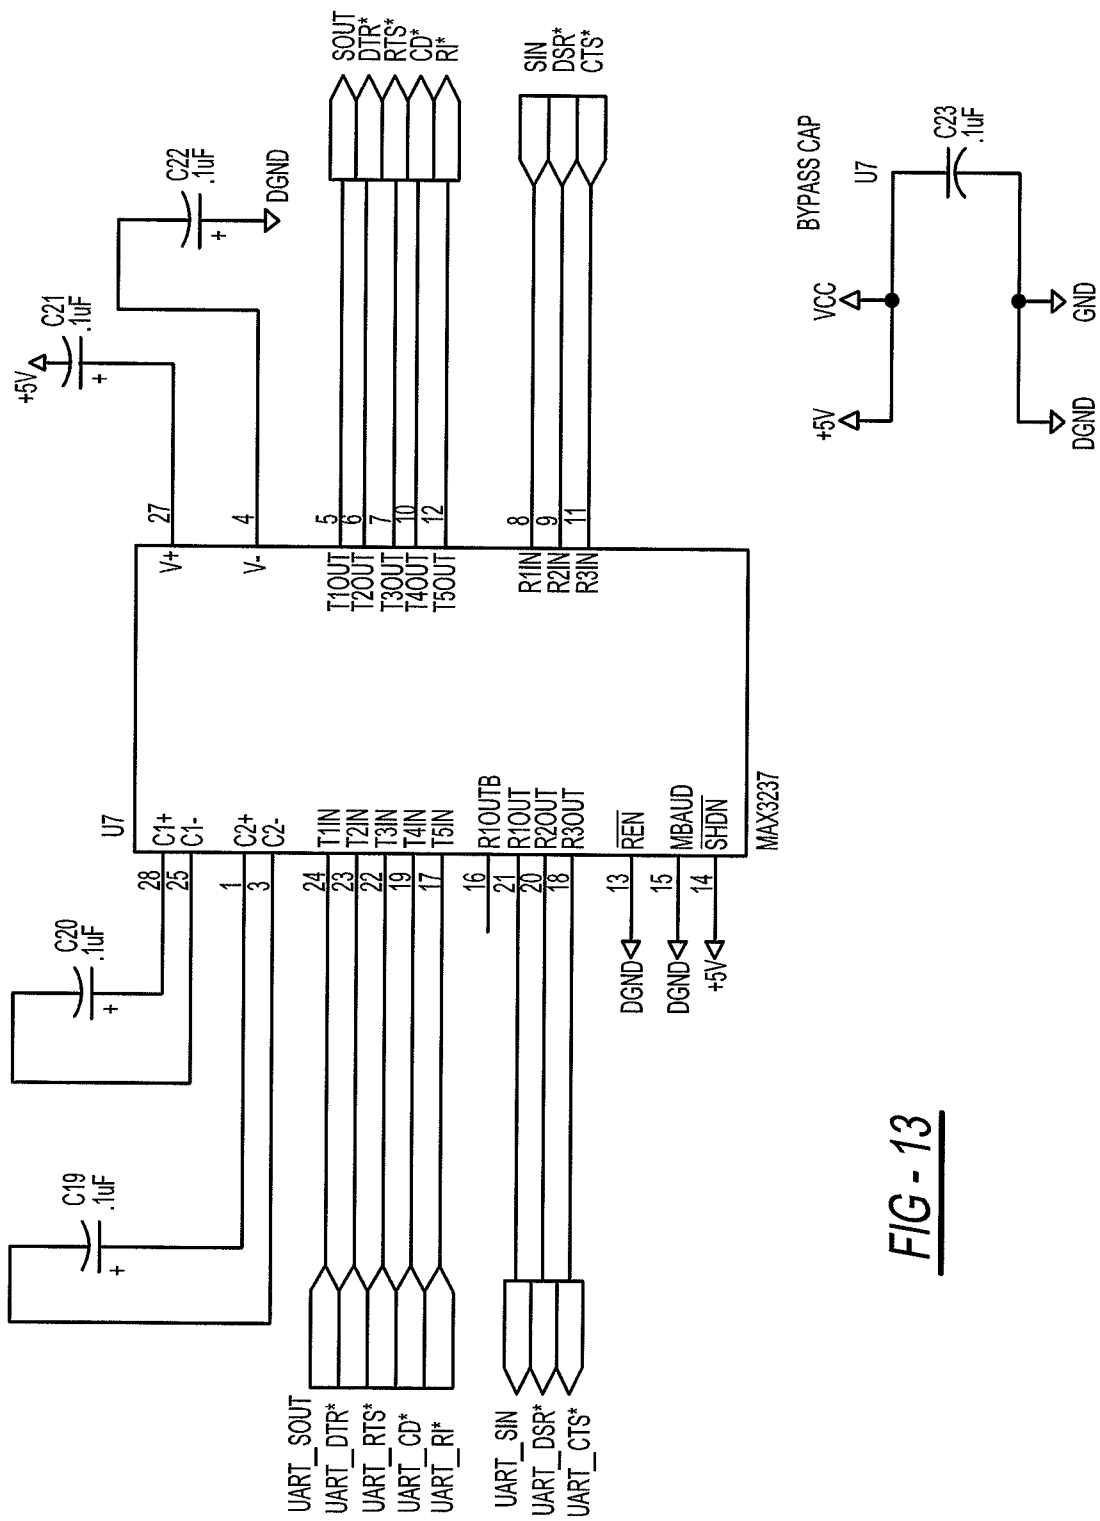 U7
C19
.1uF
+
C20
.1uF
+
+5V
C21
.1uF
+
C22
.1uF
+
DGND
28 C1+
25 C1-
1 C2+
3 C2-
V+ 27
V- 4
UART_SOUT 24 T1IN
UART_DTR* 23 T2IN
UART_RTS* 22 T3IN
UART_CD* 19 T4IN
UART_RI* 17 T5IN
T1OUT 5 SOUT
T2OUT 6 DTR*
T3OUT 7 RTS*
T4OUT 10 CD*
T5OUT 12 RI*
16 R1OUTB
UART_SIN 21 R1OUT
UART_DSR* 20 R2OUT
UART_CTS* 18 R3OUT
R1IN 8 SIN
R2IN 9 DSR*
R3IN 11 CTS*
DGND 13 REN
DGND 15 MBAUD
+5V 14 SHDN
MAX3237
BYPASS CAP
+5V VCC U7
C23
.1uF
DGND GND
FIG - 13